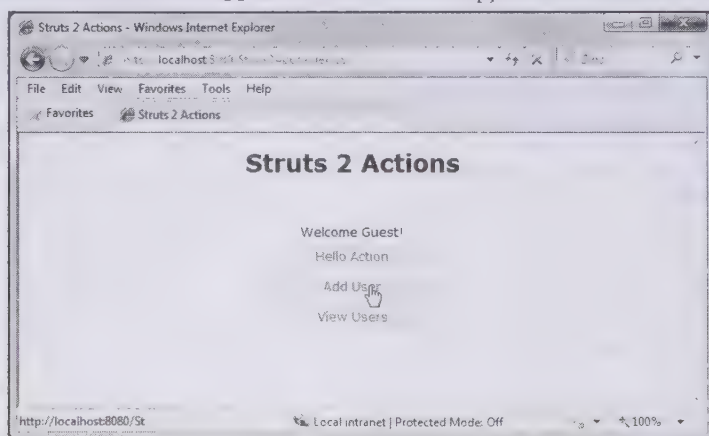 Struts 2 Actions - Windows Internet Explorer
localhost
File Edit View Favorites Tools Help
Favorites Struts 2 Actions
Struts 2 Actions
Welcome Guest!
Hello Action
Add User
View Users
http://localhost:8080/St
Local intranet | Protected Mode: Off
100%